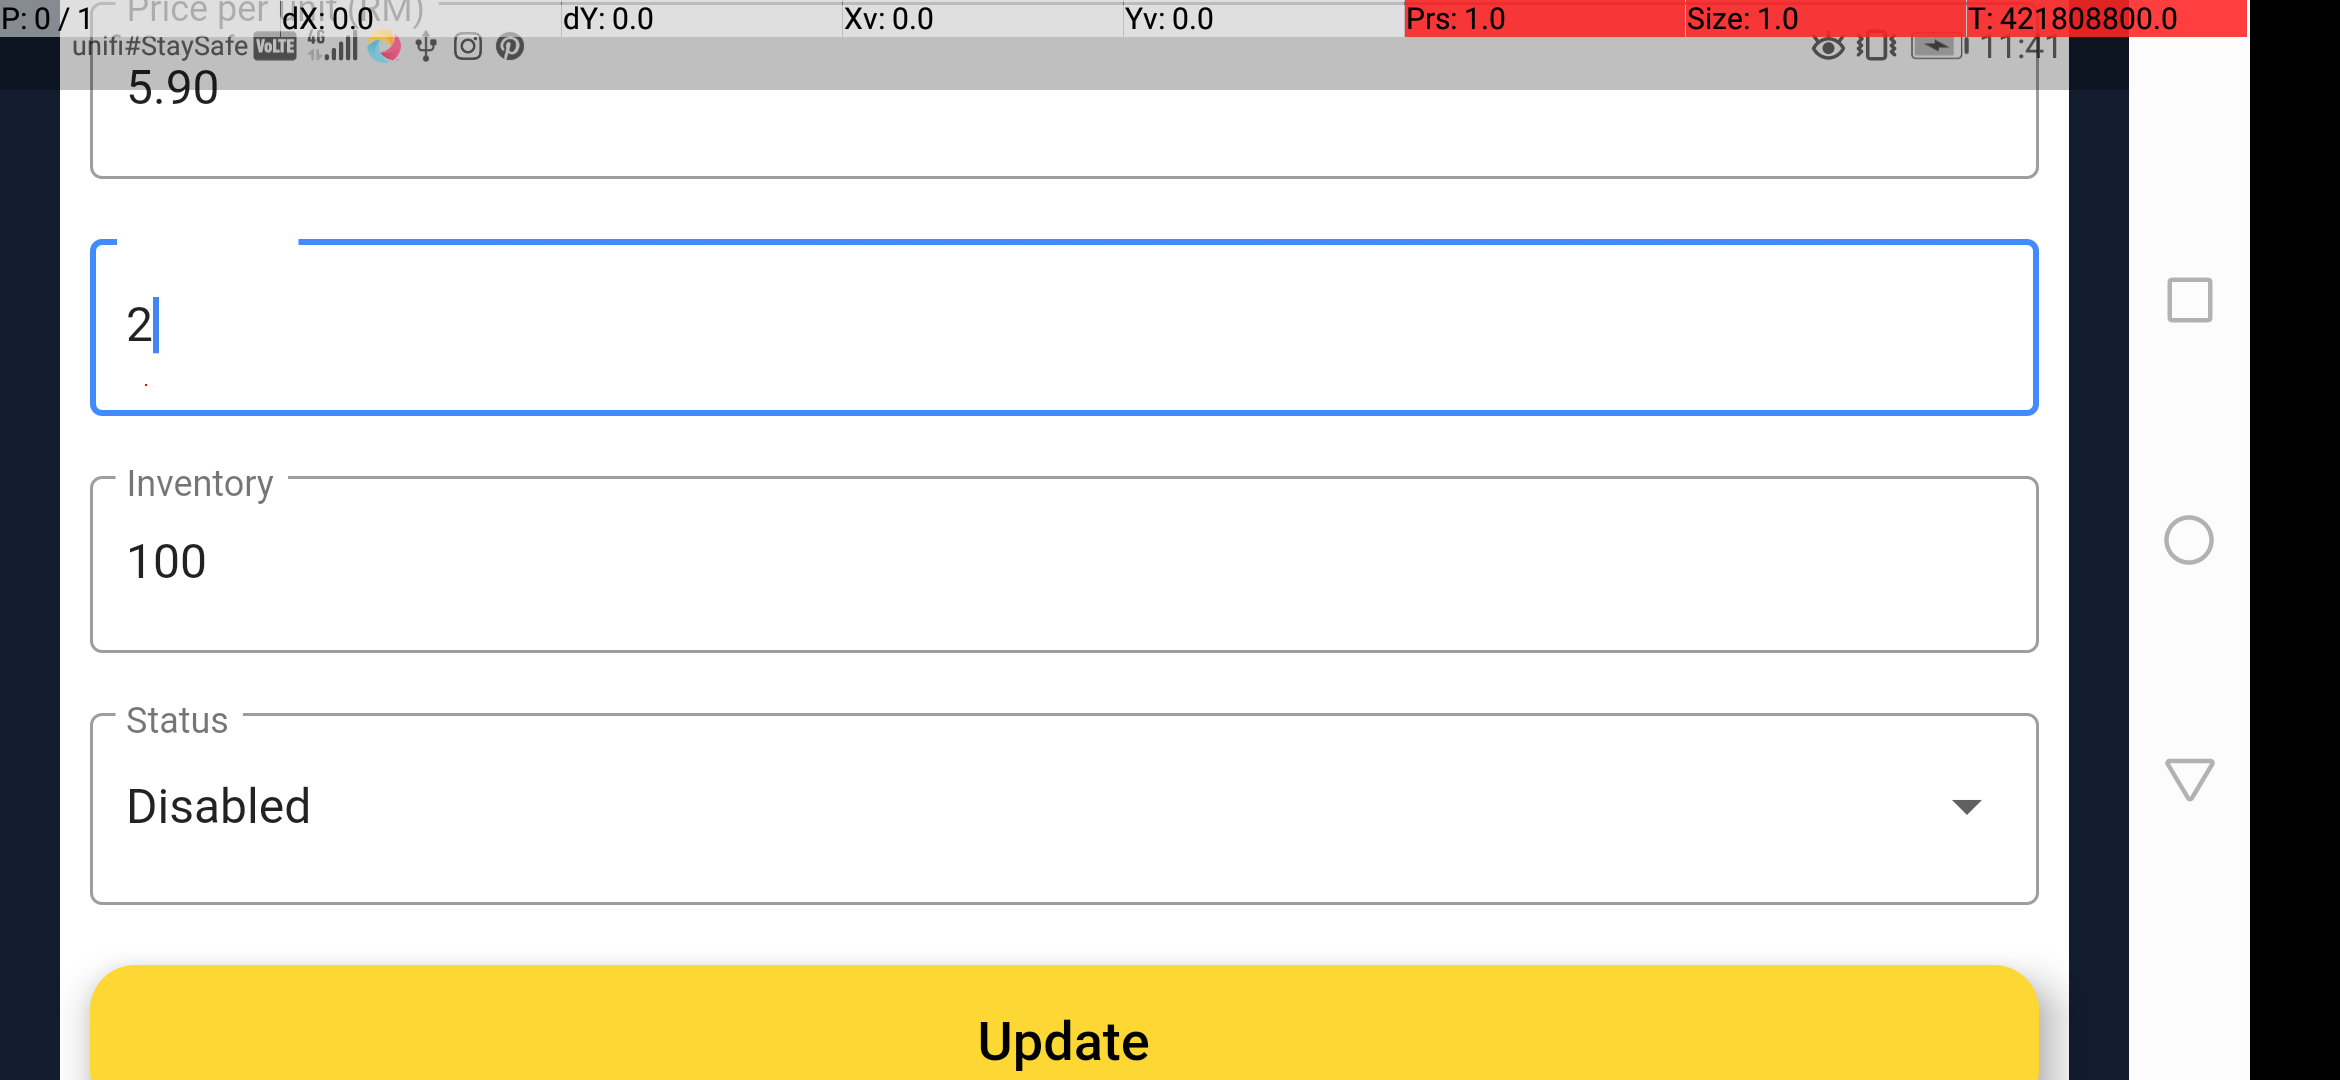 P: 0 / 1 dX: 0.0 dY: 0.0 Xv: 0.0 Yv: 0.0 Prs: 1.0 Size: 1.0 T: 421808800.0
Price per unit (RM)
unifi#StaySafe VoLTE 4G 11:41
5.90
2
Inventory
100
Status
Disabled
Update